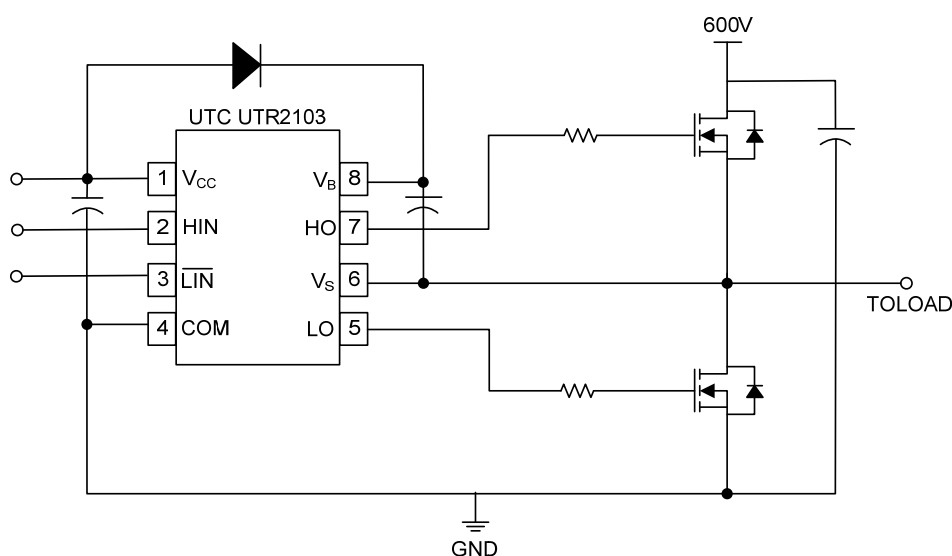 600V
UTC UTR2103
1 VCC VB 8
2 HIN HO 7
3 LIN VS 6
4 COM LO 5
TOLOAD
GND